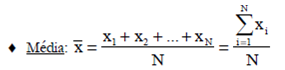 ♦ Média: x̄ = (x₁ + x₂ + ... + x_N) / N = (∑_{i=1}^{N} x_i) / N